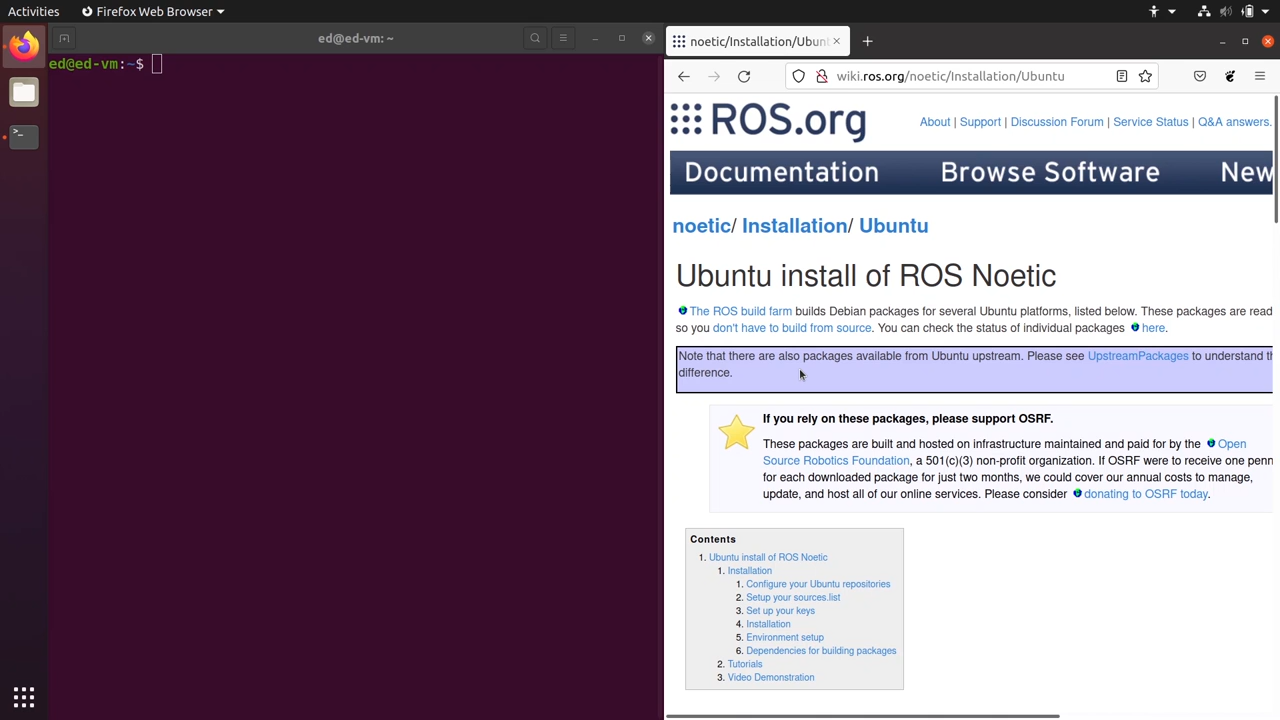 Activities Firefox Web Browser
ed@ed-vm: ~
ed@ed-vm:~$
noetic/Installation/Ubunt
wiki.ros.org/noetic/Installation/Ubuntu
ROS.org
About | Support | Discussion Forum | Service Status | Q&A answers.
Documentation Browse Software New
noetic/ Installation/ Ubuntu
Ubuntu install of ROS Noetic
The ROS build farm builds Debian packages for several Ubuntu platforms, listed below. These packages are read
so you don't have to build from source. You can check the status of individual packages here.
Note that there are also packages available from Ubuntu upstream. Please see UpstreamPackages to understand th
difference.
If you rely on these packages, please support OSRF.
These packages are built and hosted on infrastructure maintained and paid for by the Open
Source Robotics Foundation, a 501(c)(3) non-profit organization. If OSRF were to receive one penn
for each downloaded package for just two months, we could cover our annual costs to manage,
update, and host all of our online services. Please consider donating to OSRF today.
Contents
1. Ubuntu install of ROS Noetic
1. Installation
1. Configure your Ubuntu repositories
2. Setup your sources.list
3. Set up your keys
4. Installation
5. Environment setup
6. Dependencies for building packages
2. Tutorials
3. Video Demonstration